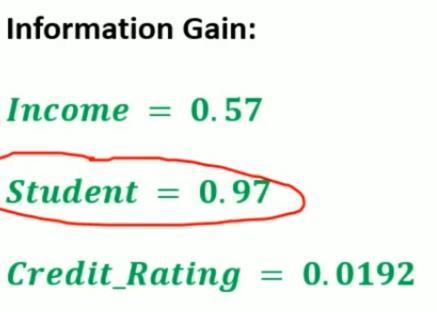 Information Gain:
Income = 0.57
Student = 0.97
Credit_Rating = 0.0192